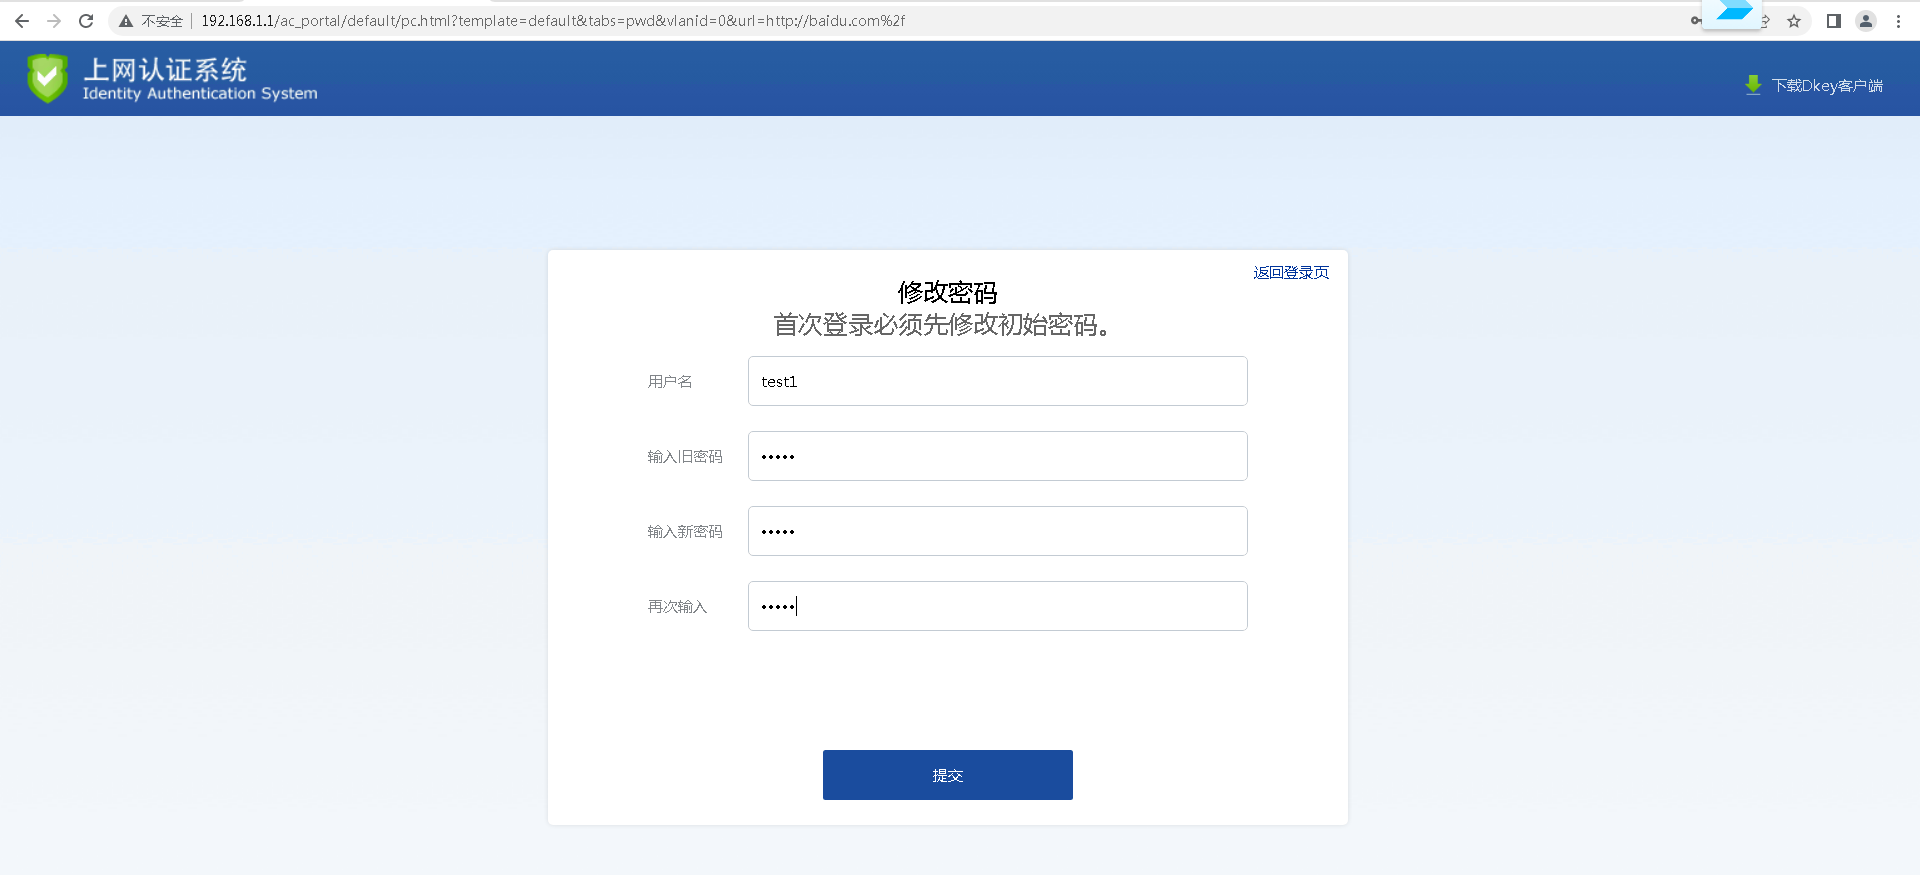 不安全 192.168.1.1/ac_portal/default/pc.html?template=default&tabs=pwd&vlanid=0&url=http://baidu.com%2f
上网认证系统
Identity Authentication System
下载Dkey客户端
返回登录页
修改密码
首次登录必须先修改初始密码。
用户名 test1
输入旧密码 •••••
输入新密码 •••••
再次输入 •••••
提交